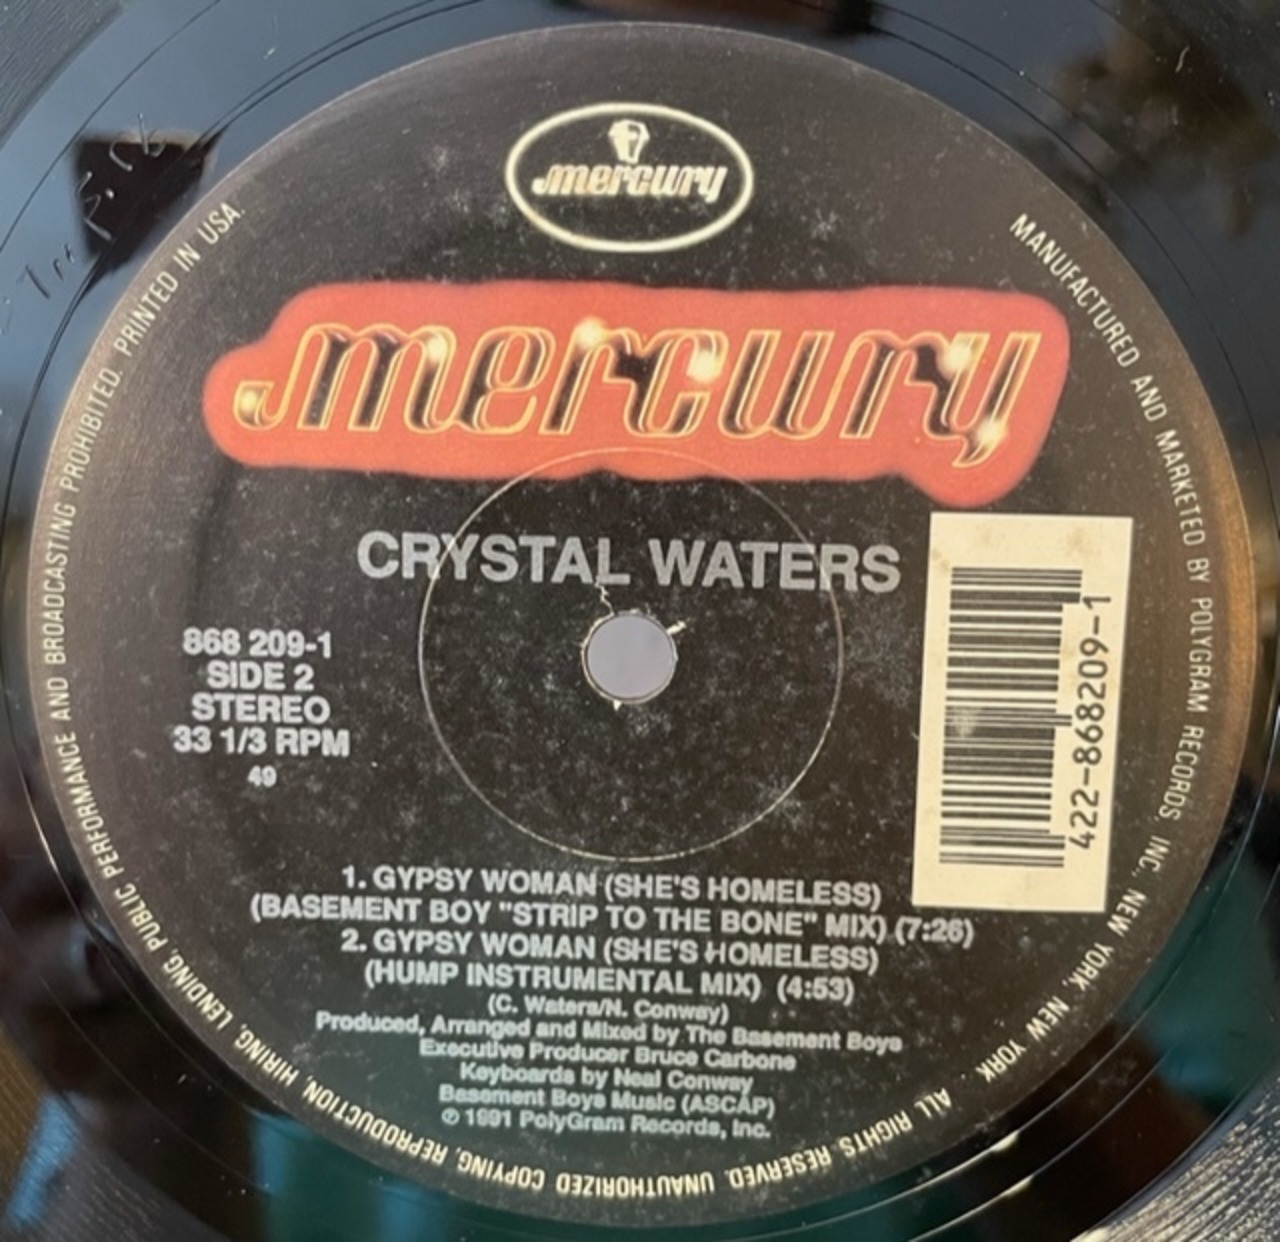 mercury
mercury
CRYSTAL WATERS
868 209-1
SIDE 2
STEREO
33 1/3 RPM
49
422-868209-1
1. GYPSY WOMAN (SHE'S HOMELESS)
(BASEMENT BOY "STRIP TO THE BONE" MIX) (7:26)
2. GYPSY WOMAN (SHE'S HOMELESS)
(HUMP INSTRUMENTAL MIX) (4:53)
(C. Waters/N. Conway)
Produced, Arranged and Mixed by The Basement Boys
Executive Producer Bruce Carbone
Keyboards by Neal Conway
Basement Boys Music (ASCAP)
℗ 1991 PolyGram Records, Inc.
MANUFACTURED AND MARKETED BY POLYGRAM RECORDS, INC., NEW YORK, NEW YORK. ALL RIGHTS RESERVED. UNAUTHORIZED COPYING, REPRODUCTION, HIRING, LENDING, PUBLIC PERFORMANCE AND BROADCASTING PROHIBITED. PRINTED IN USA.